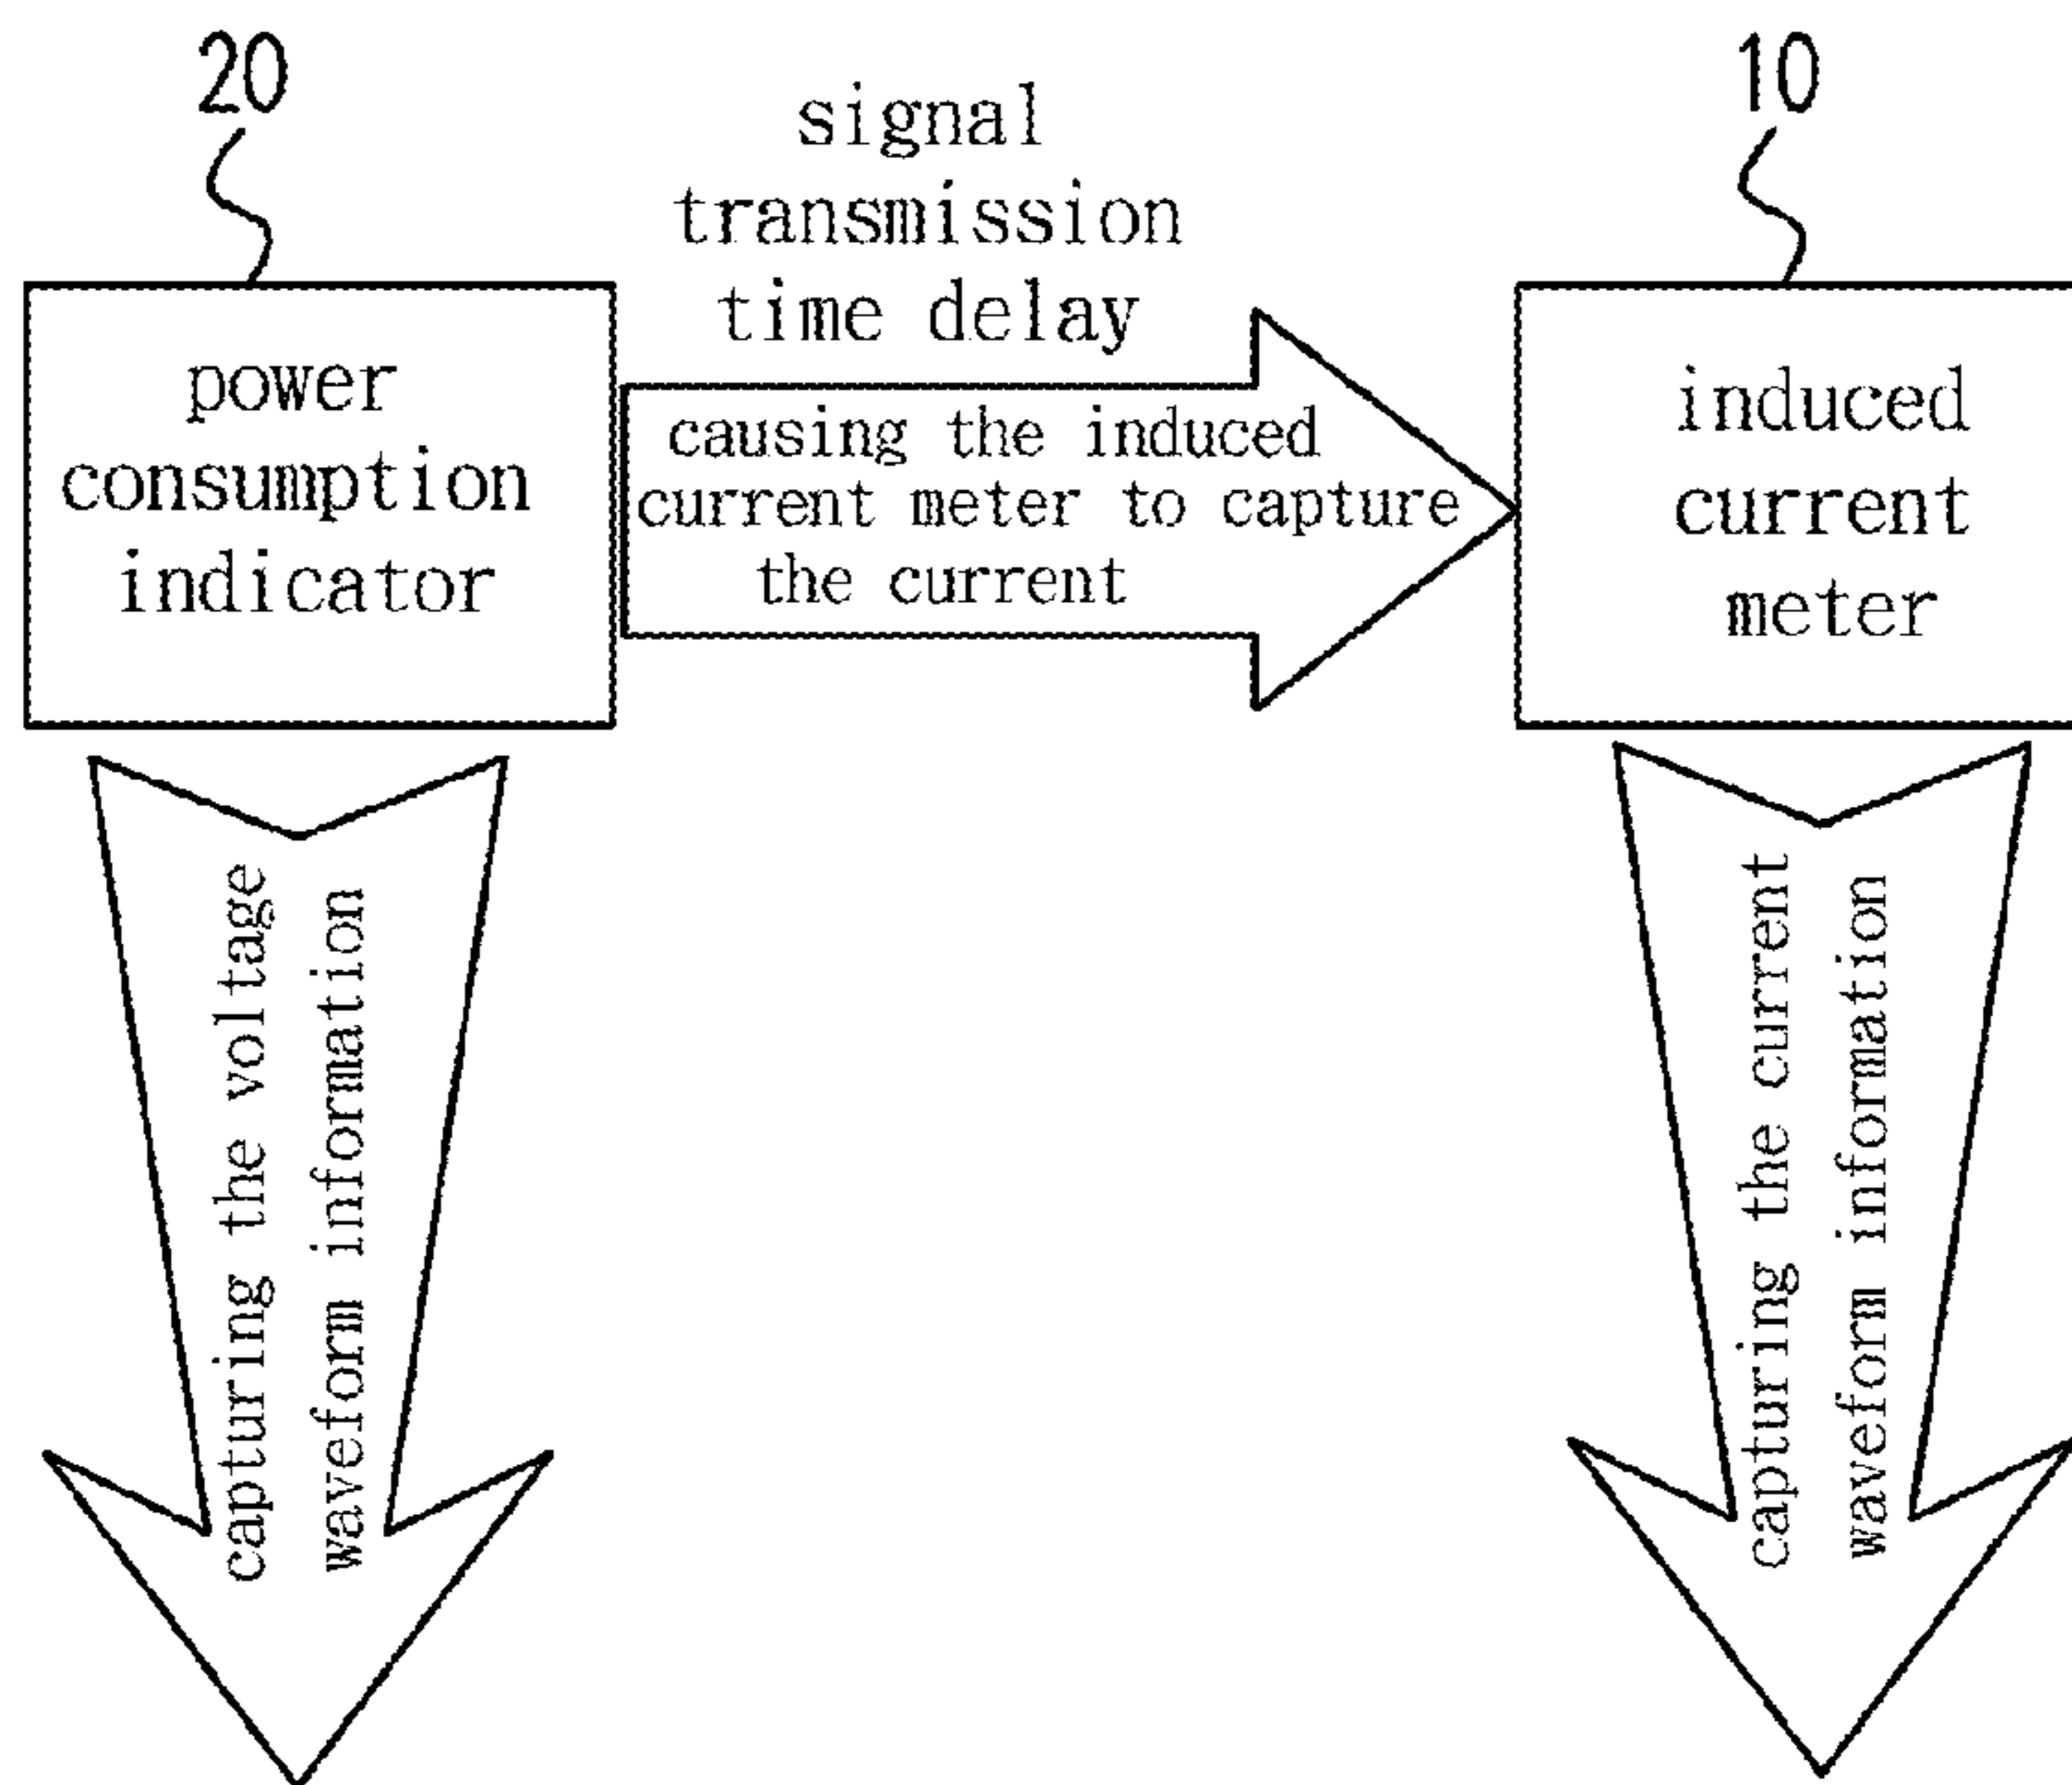 20
10
signal
transmission
time delay
power
consumption
indicator
causing the induced
current meter to capture
the current
induced
current
meter
capturing the voltage
waveform information
capturing the current
waveform information